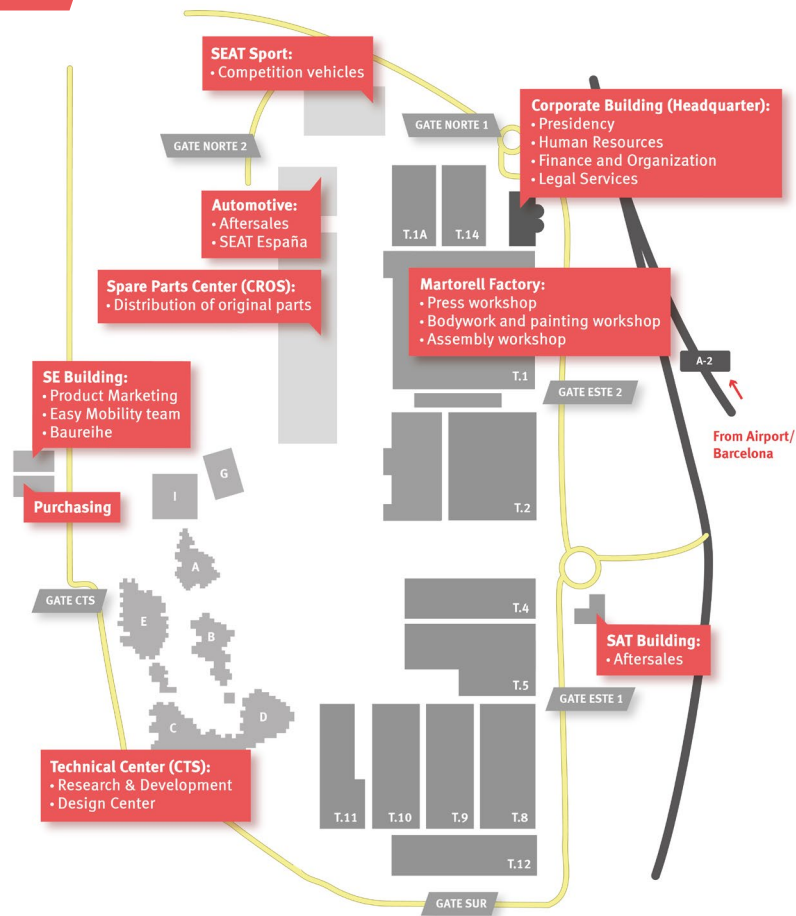 SEAT Sport:
• Competition vehicles
GATE NORTE 1
GATE NORTE 2
Corporate Building (Headquarter):
• Presidency
• Human Resources
• Finance and Organization
• Legal Services
Automotive:
• Aftersales
• SEAT España
T.1A
T.14
Spare Parts Center (CROS):
• Distribution of original parts
Martorell Factory:
• Press workshop
• Bodywork and painting workshop
• Assembly workshop
T.1
A-2
From Airport/
Barcelona
GATE ESTE 2
SE Building:
• Product Marketing
• Easy Mobility team
• Baureihe
Purchasing
G
I
T.2
A
GATE CTS
E
B
T.4
T.5
SAT Building:
• Aftersales
GATE ESTE 1
D
C
Technical Center (CTS):
• Research & Development
• Design Center
T.11
T.10
T.9
T.8
T.12
GATE SUR